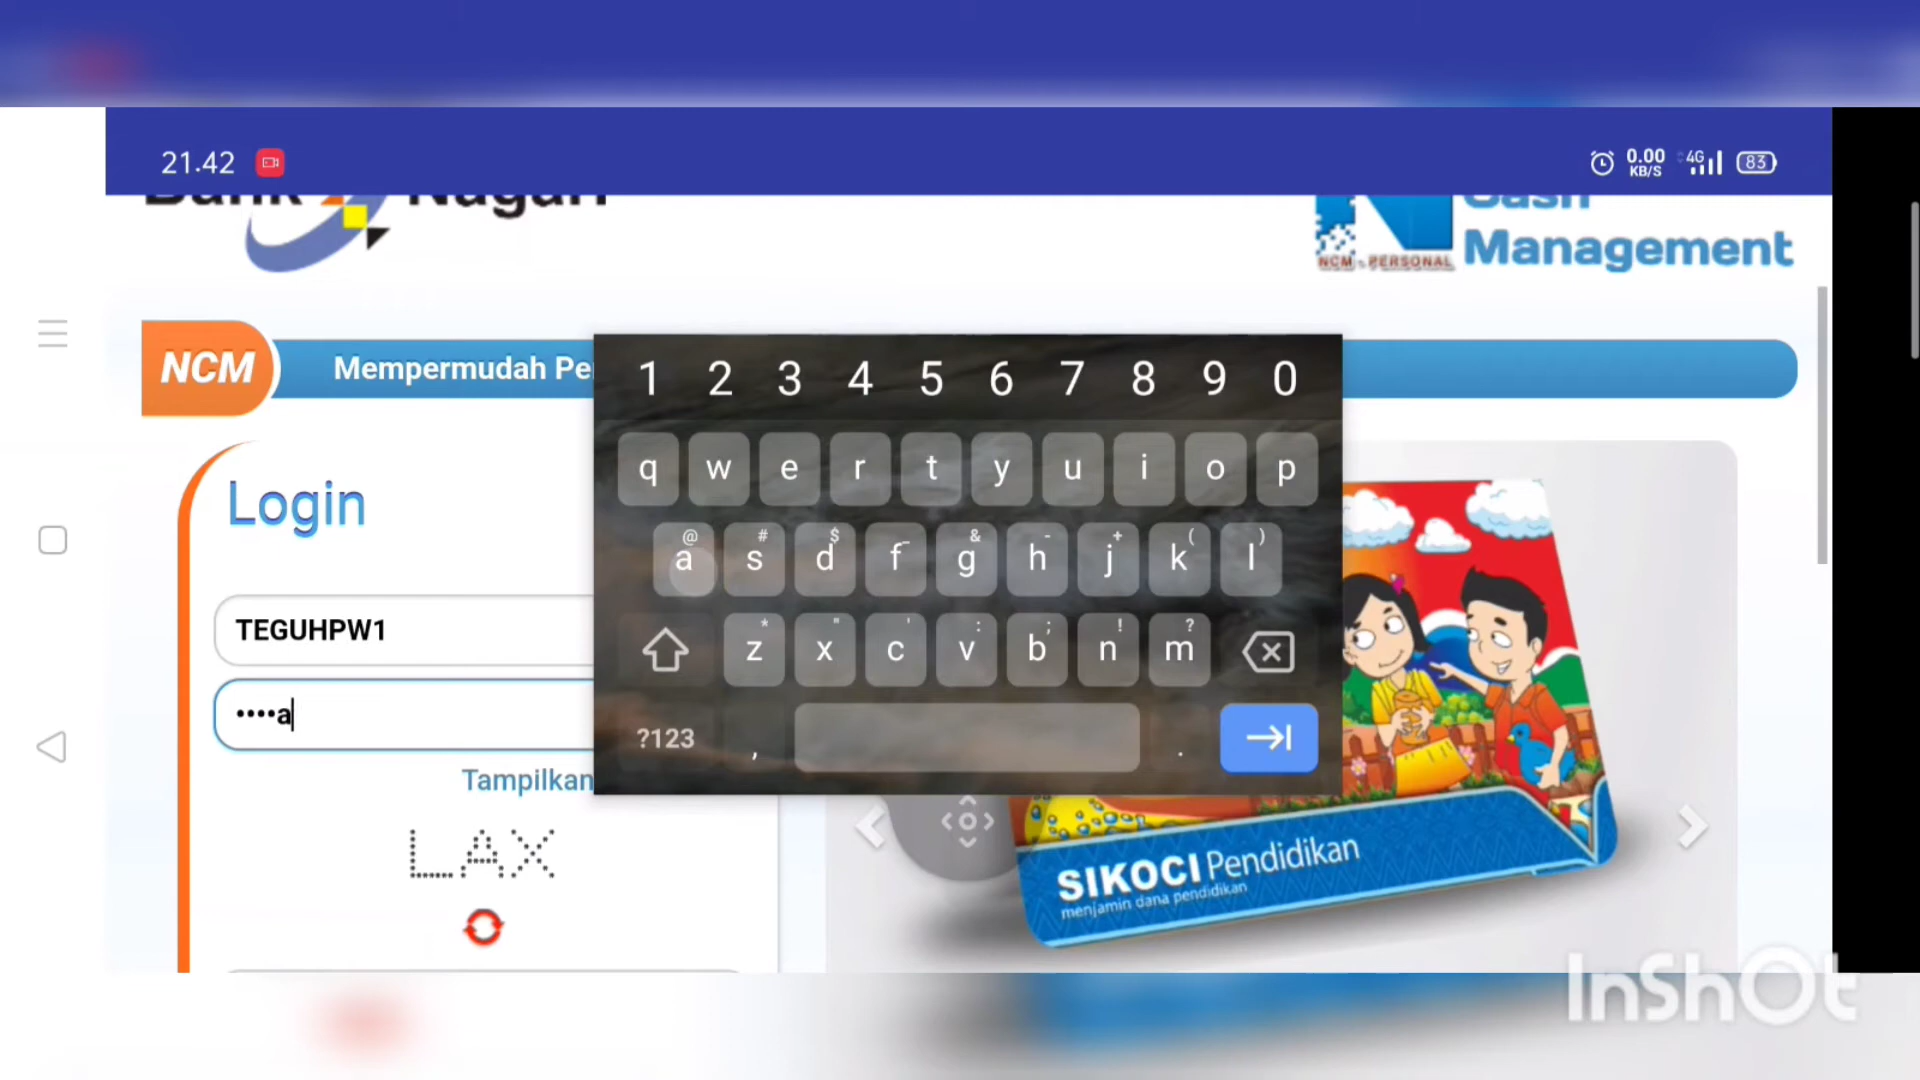 21.42
0.00
KB/S
4G
83
Bank Nagari
Cash
Management
NCM - PERSONAL
NCM
Mempermudah Pe
1 2 3 4 5 6 7 8 9 0
q w e r t y u i o p
@ # $ & - + ( )
a s d f g h j k l
* " ' : ; ! ?
z x c v b n m
?123 , .
Login
TEGUHPW1
••••a
Tampilkan
LAX
SIKOCI Pendidikan
menjamin dana pendidikan
InShOt